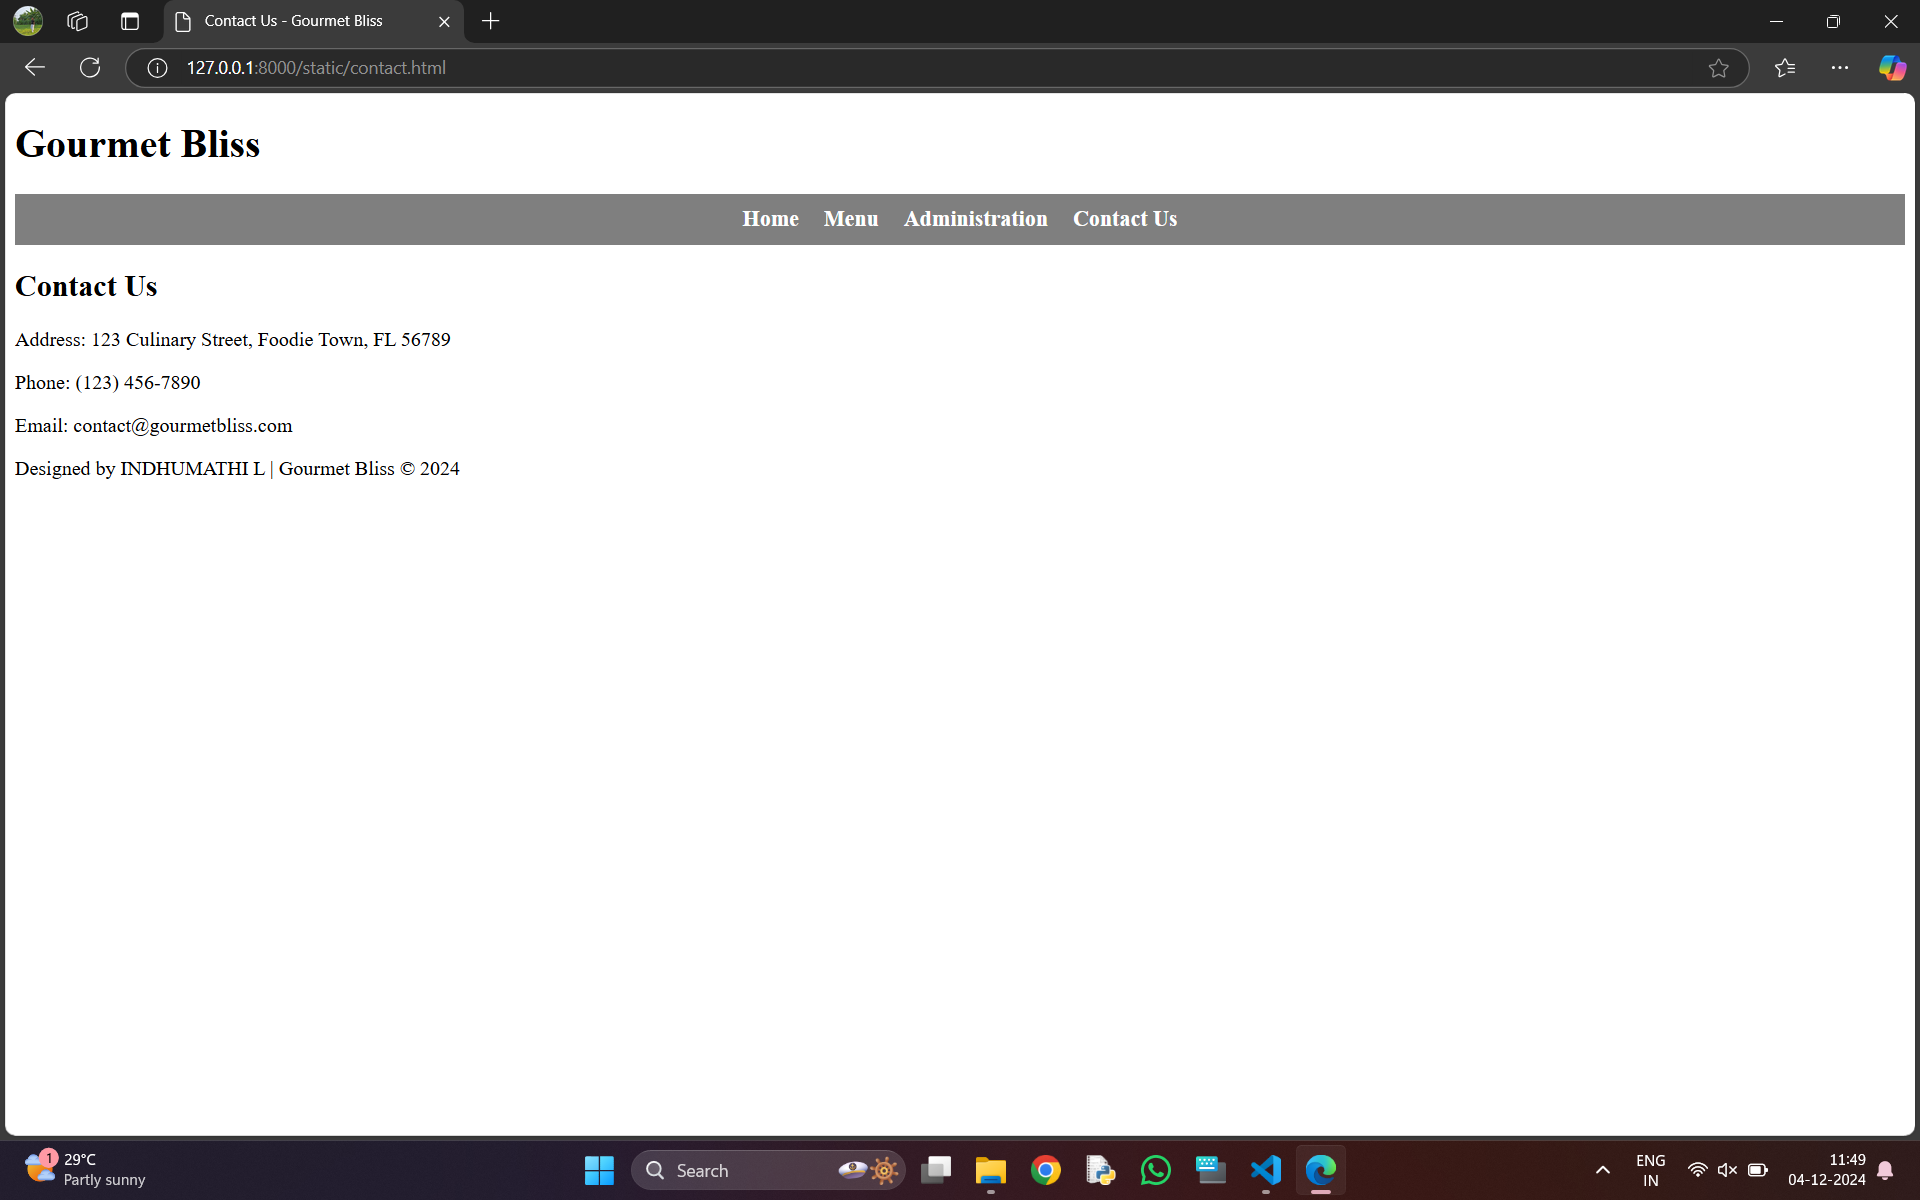 Contact Us - Gourmet Bliss
127.0.0.1:8000/static/contact.html
Gourmet Bliss
Home Menu Administration Contact Us
Contact Us
Address: 123 Culinary Street, Foodie Town, FL 56789
Phone: (123) 456-7890
Email: contact@gourmetbliss.com
Designed by INDHUMATHI L | Gourmet Bliss © 2024
1
29°C
Partly sunny
Search
ENG
IN
11:49
04-12-2024